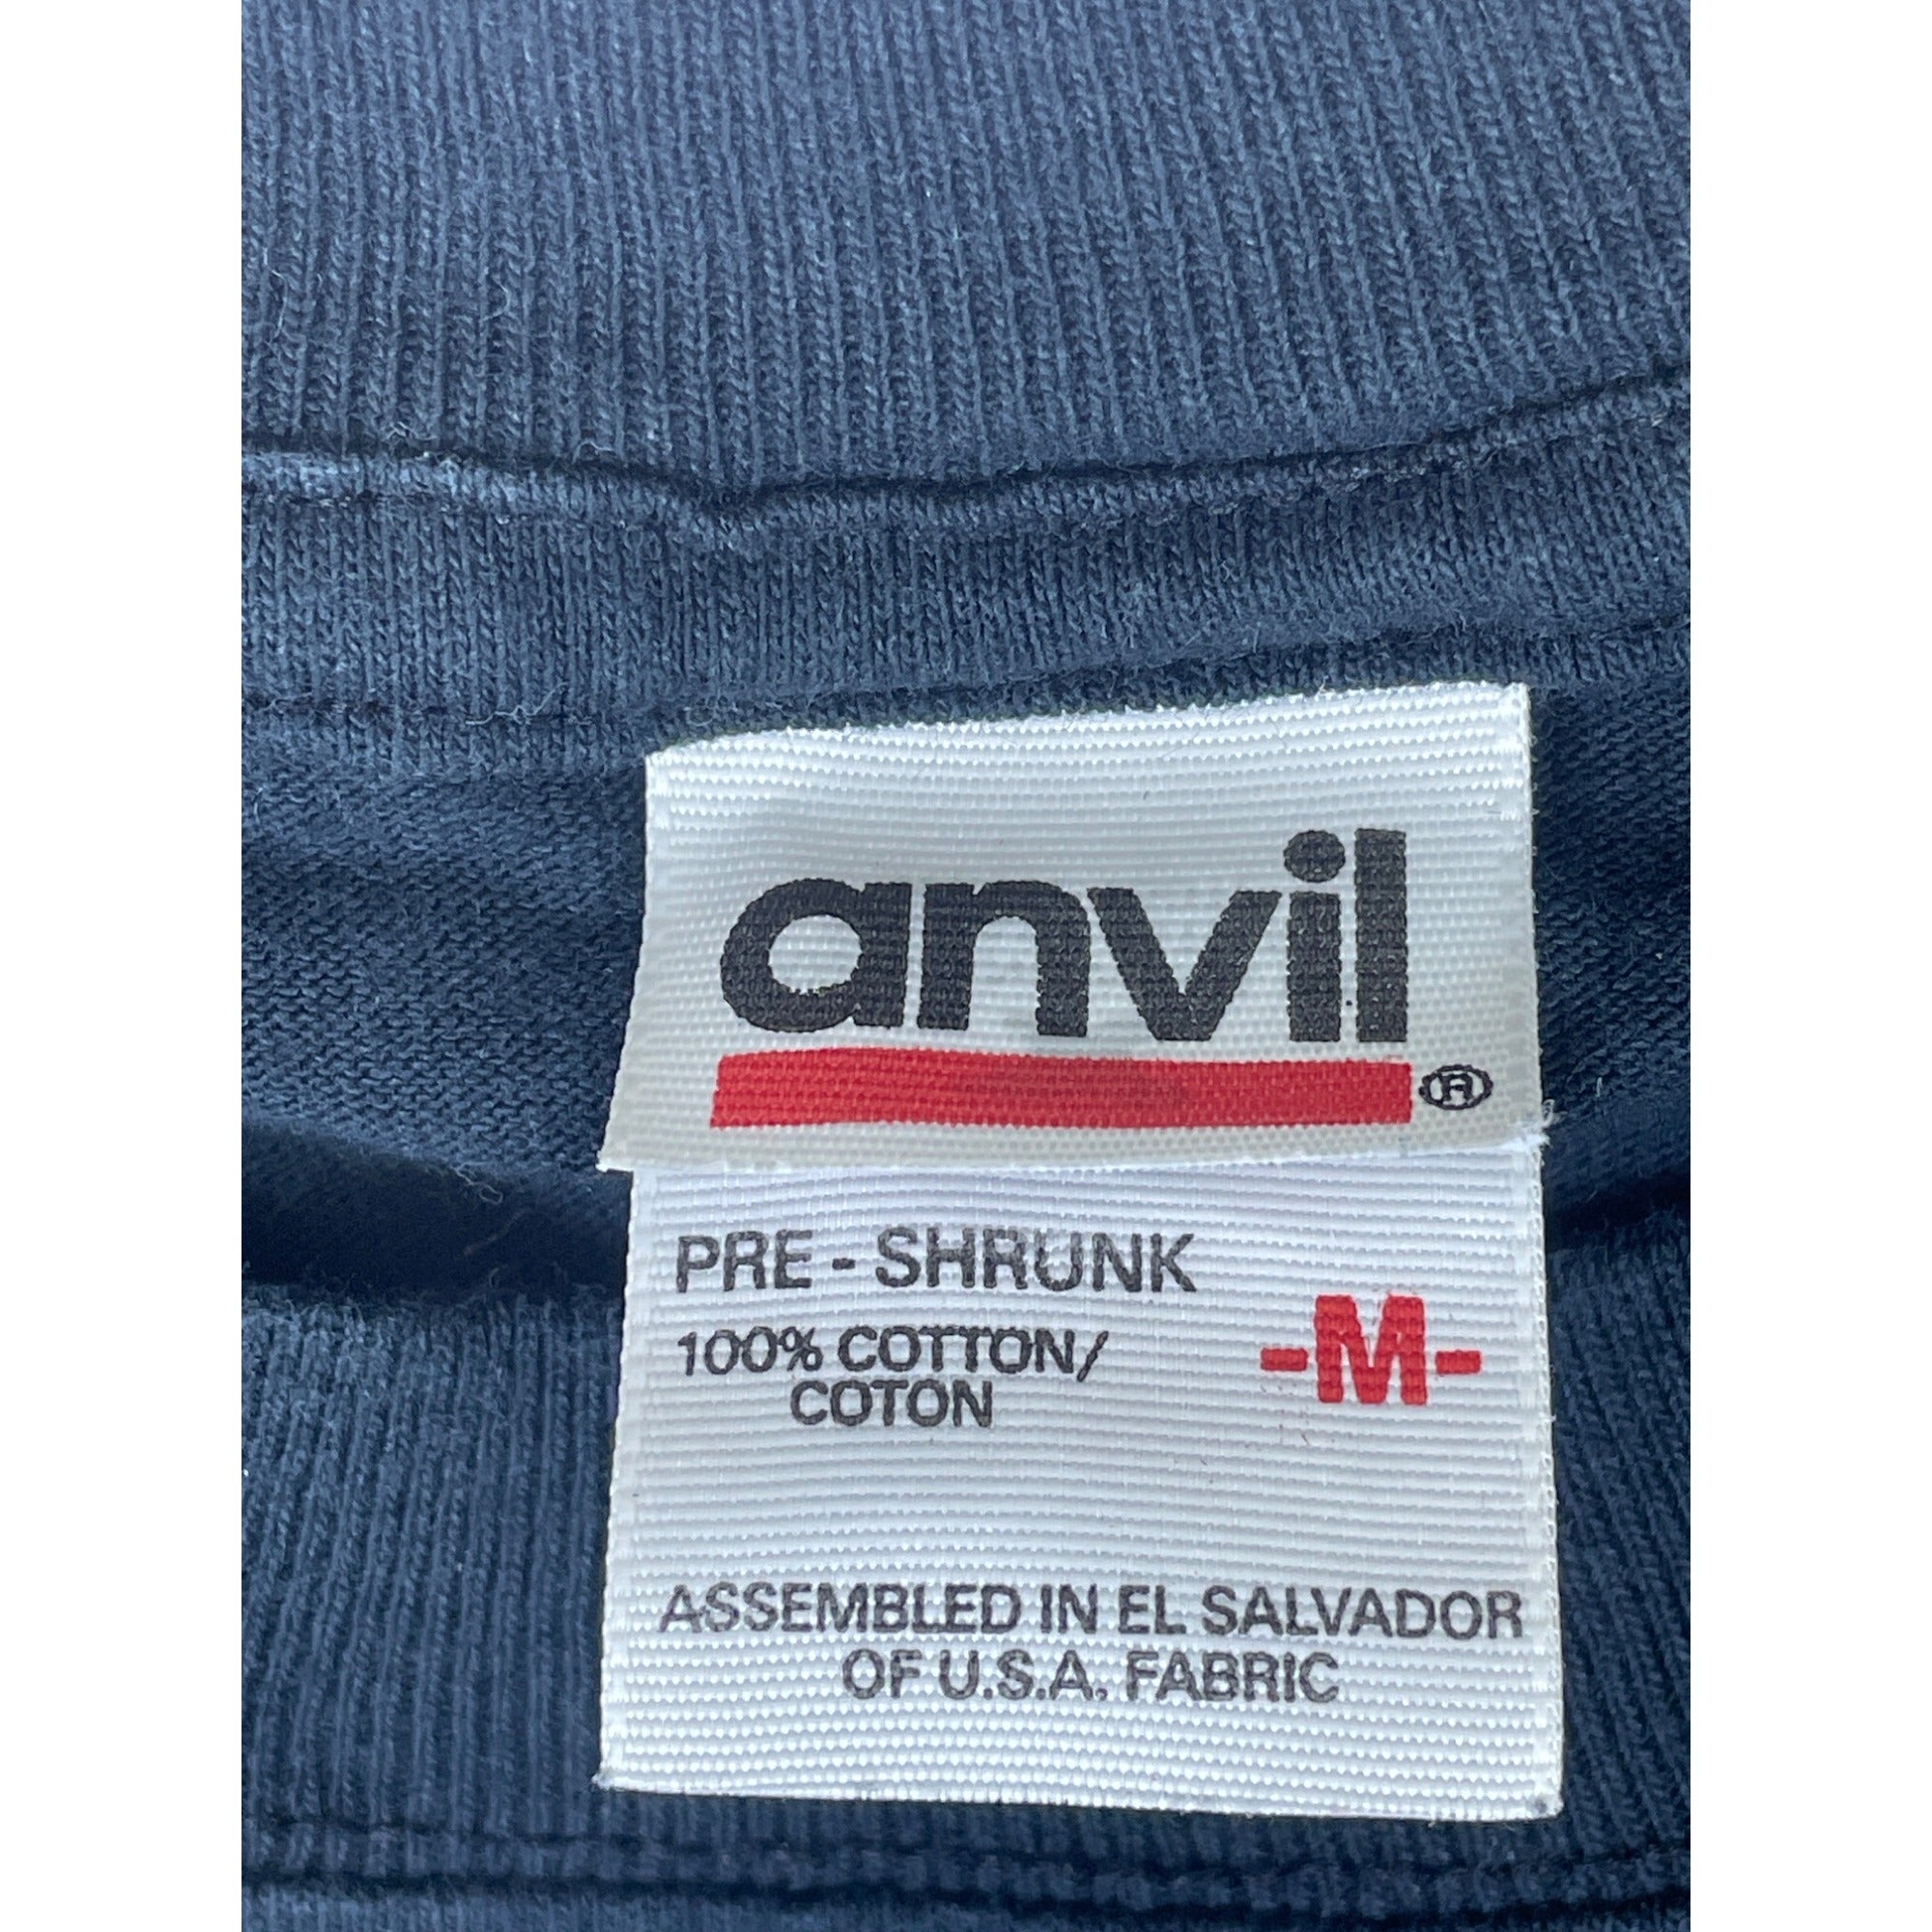 anvil
®
PRE - SHRUNK
100% COTTON/
COTON
-M-
ASSEMBLED IN EL SALVADOR
OF U.S.A. FABRIC